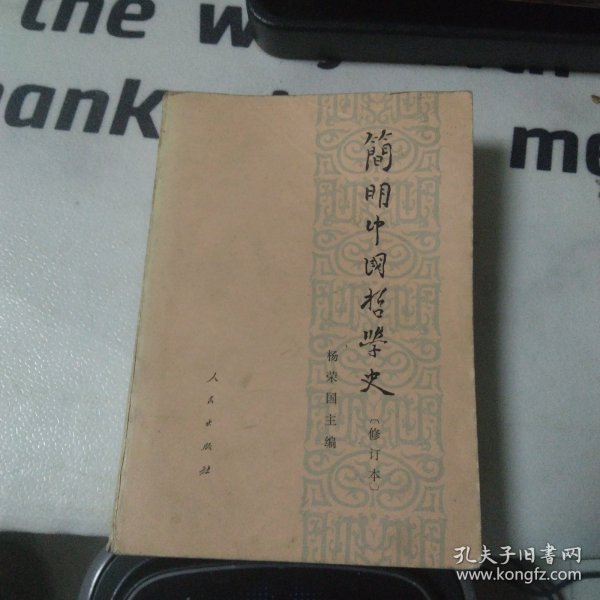 the w
hank
me
簡明中國哲學史
〔修订本〕
杨荣国主编
人民出版社
孔夫子旧书网
www.kongfz.com